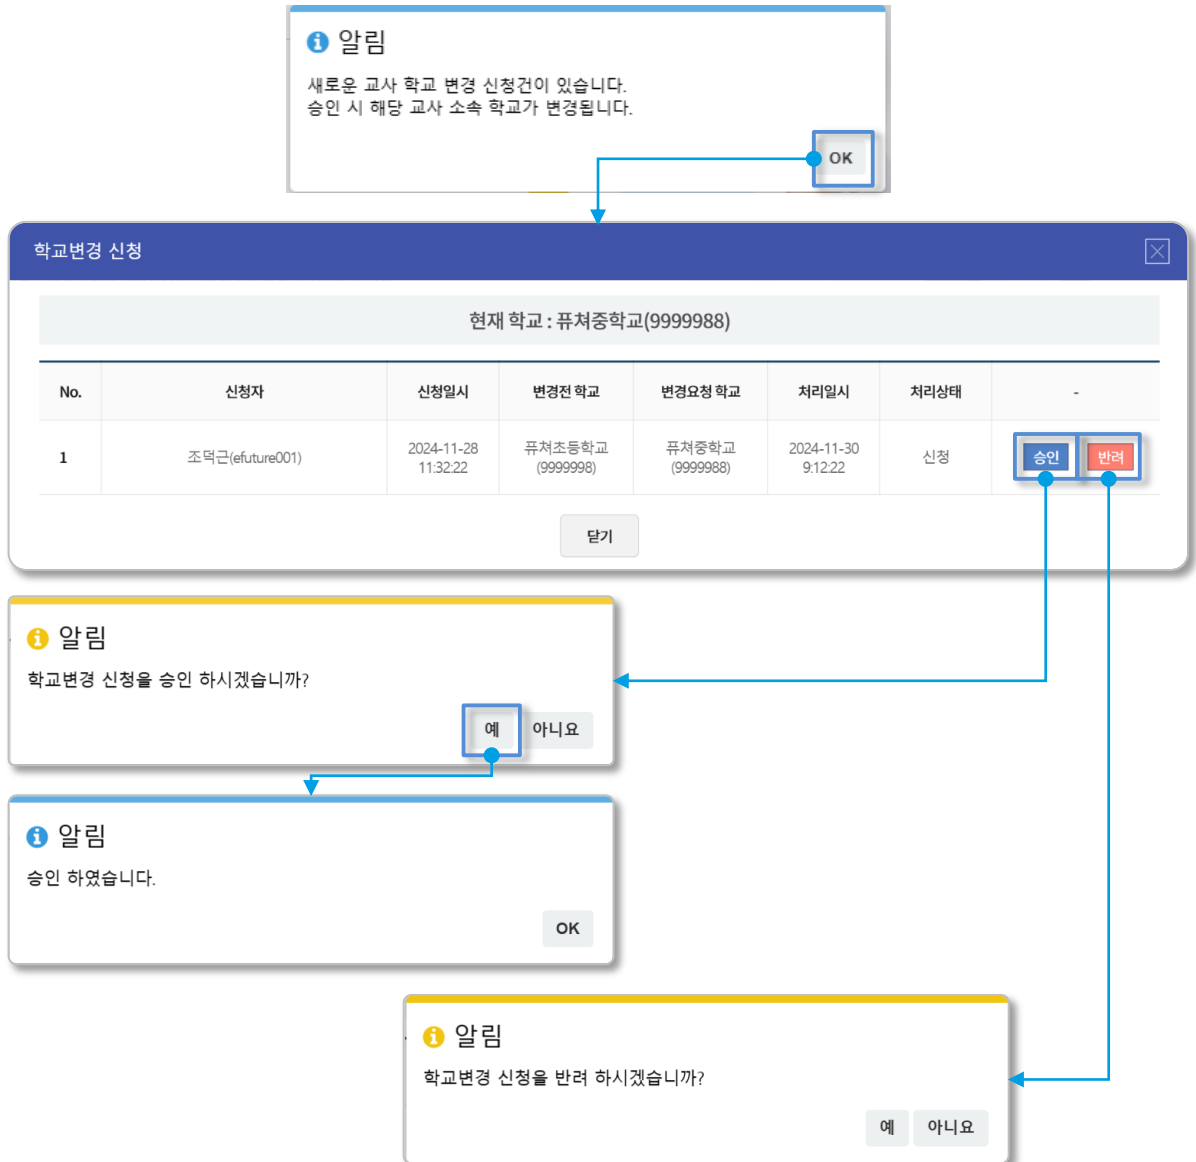 알림
새로운 교사 학교 변경 신청건이 있습니다.
승인 시 해당 교사 소속 학교가 변경됩니다.
OK
학교변경 신청
현재 학교 : 퓨쳐중학교(9999988)
No. 신청자 신청일시 변경전 학교 변경요청 학교 처리일시 처리상태 -
1 조덕근(efuture001) 2024-11-28 11:32:22 퓨쳐초등학교 (9999998) 퓨쳐중학교 (9999988) 2024-11-30 9:12:22 신청 승인 반려
닫기
알림
학교변경 신청을 승인 하시겠습니까?
예 아니요
알림
승인 하였습니다.
OK
알림
학교변경 신청을 반려 하시겠습니까?
예 아니요